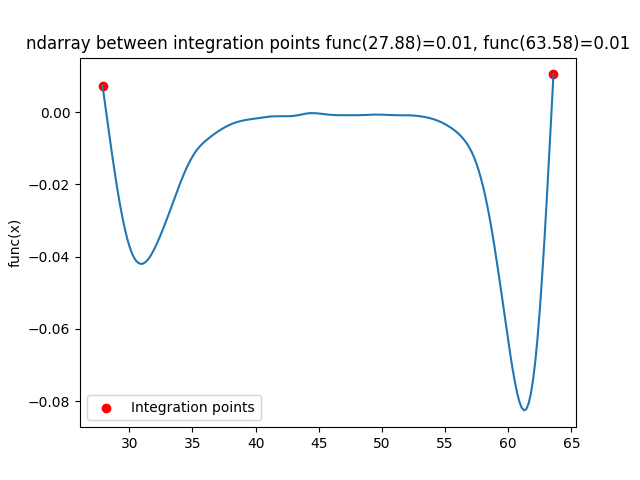 ndarray between integration points func(27.88)=0.01, func(63.58)=0.01
0.00
−0.02
−0.04
−0.06
−0.08
func(x)
Integration points
30 35 40 45 50 55 60 65